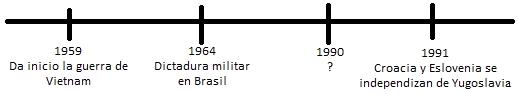 1959
Da inicio la guerra de
Vietnam
1964
Dictadura militar
en Brasil
1990
?
1991
Croacia y Eslovenia se
independizan de Yugoslavia